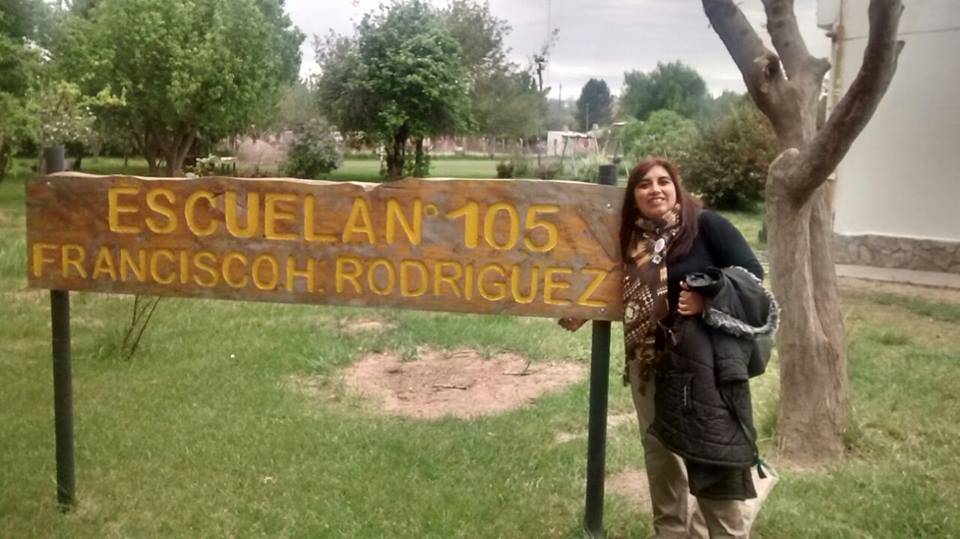 ESCUELA N° 105
FRANCISCO H. RODRIGUEZ